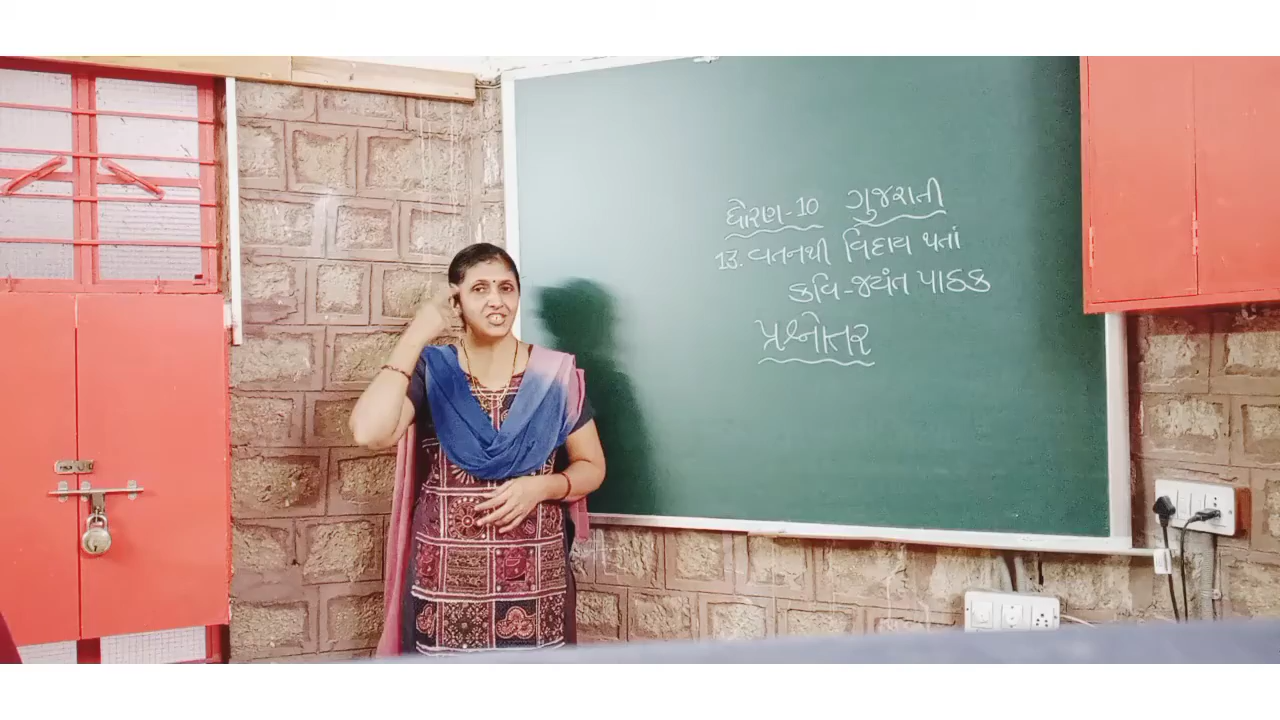 ધોરણ-10 ગુજરાતી
13. વતનથી વિદાય થતાં
કવિ-જયંત પાઠક
પ્રશ્નોતર